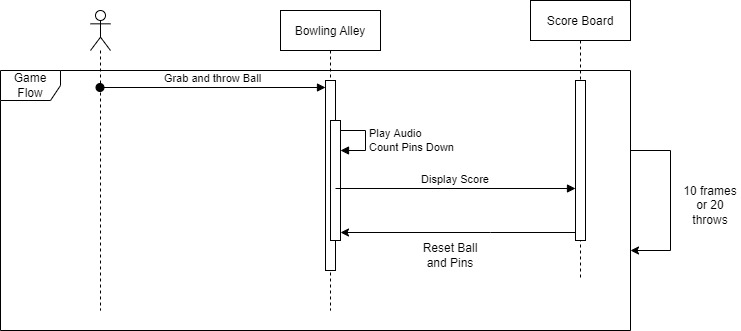 Bowling Alley
Score Board
Game
Flow
Grab and throw Ball
Play Audio
Count Pins Down
Display Score
10 frames
or 20
throws
Reset Ball
and Pins